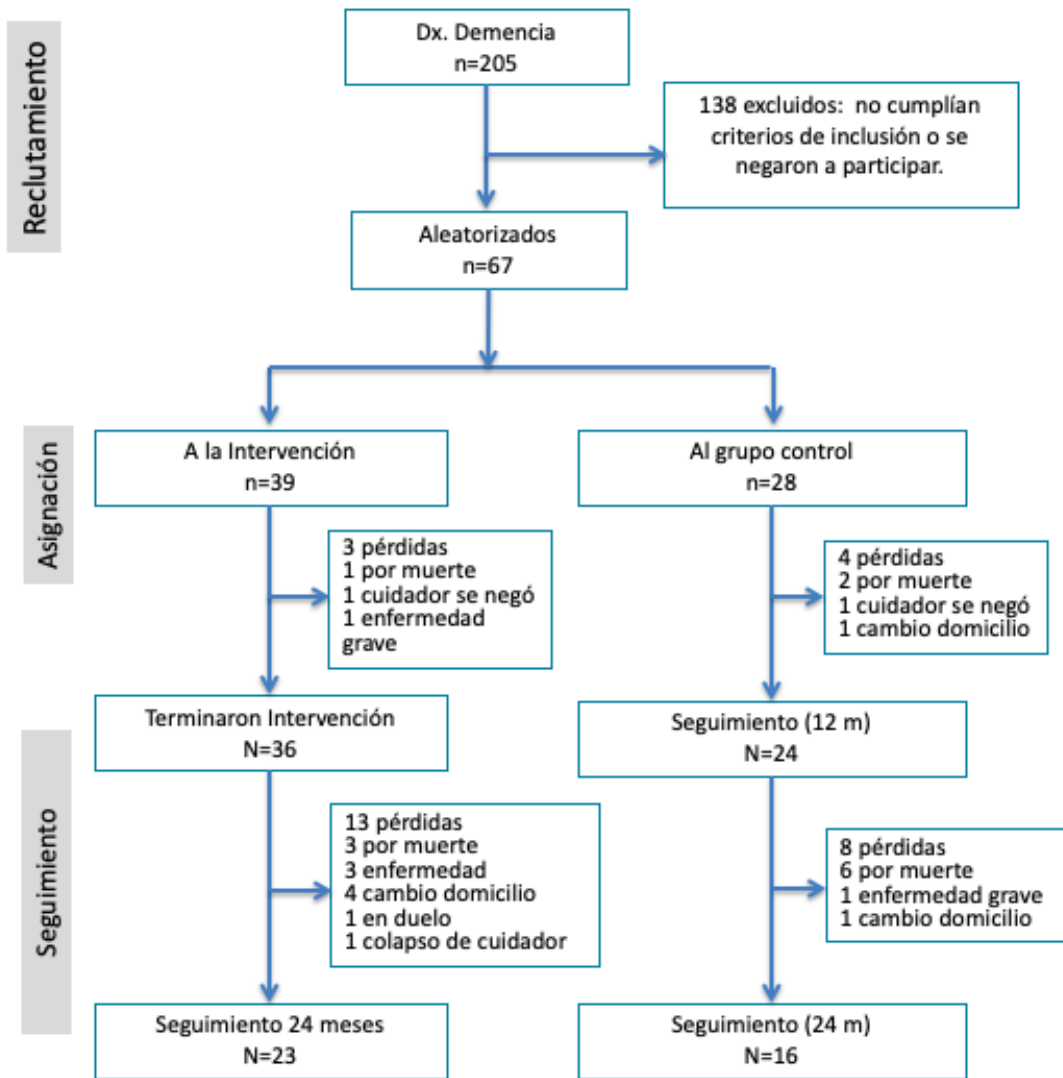 Reclutamiento
Dx. Demencia
n=205
138 excluidos:  no cumplían
criterios de inclusión o se
negaron a participar.
Aleatorizados
n=67
Asignación
A la Intervención
n=39
Al grupo control
n=28
3 pérdidas
1 por muerte
1 cuidador se negó
1 enfermedad
grave
4 pérdidas
2 por muerte
1 cuidador se negó
1 cambio domicilio
Seguimiento
Terminaron Intervención
N=36
Seguimiento (12 m)
N=24
13 pérdidas
3 por muerte
3 enfermedad
4 cambio domicilio
1 en duelo
1 colapso de cuidador
8 pérdidas
6 por muerte
1 enfermedad grave
1 cambio domicilio
Seguimiento 24 meses
N=23
Seguimiento (24 m)
N=16